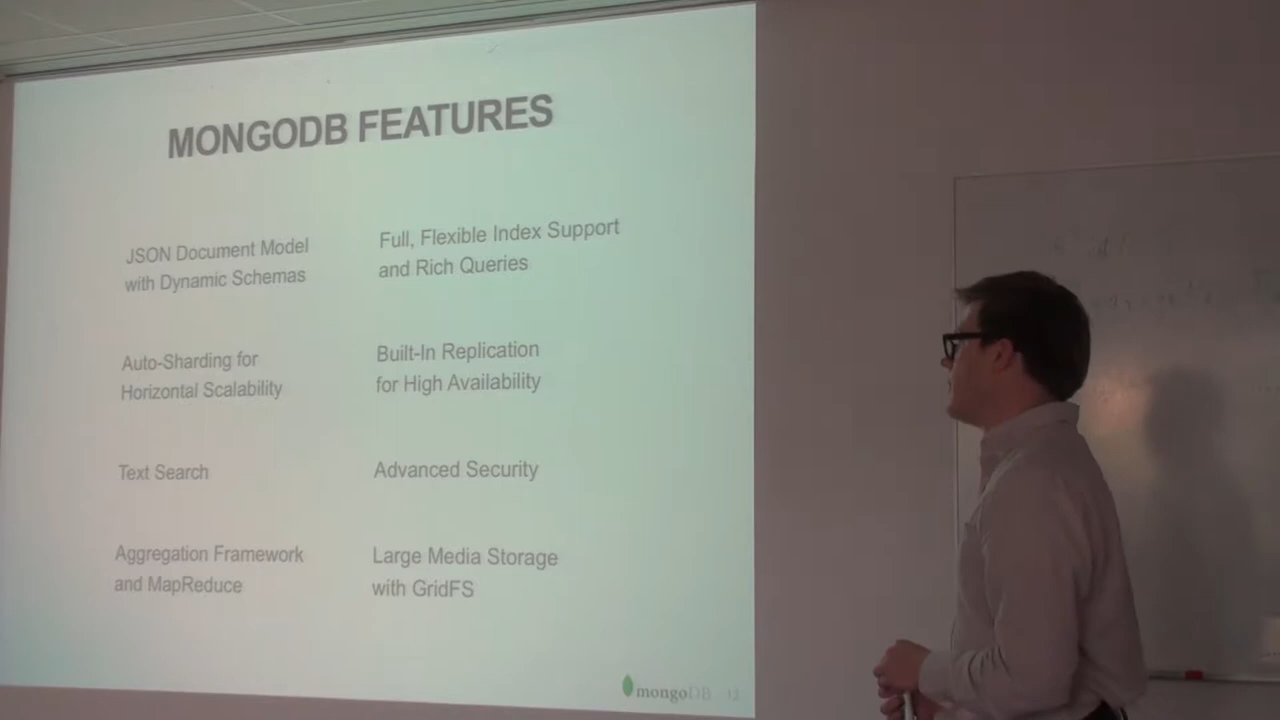 MONGODB FEATURES
JSON Document Model
with Dynamic Schemas
Full, Flexible Index Support
and Rich Queries
Auto-Sharding for
Horizontal Scalability
Built-In Replication
for High Availability
Text Search
Advanced Security
Aggregation Framework
and MapReduce
Large Media Storage
with GridFS
mongoDB